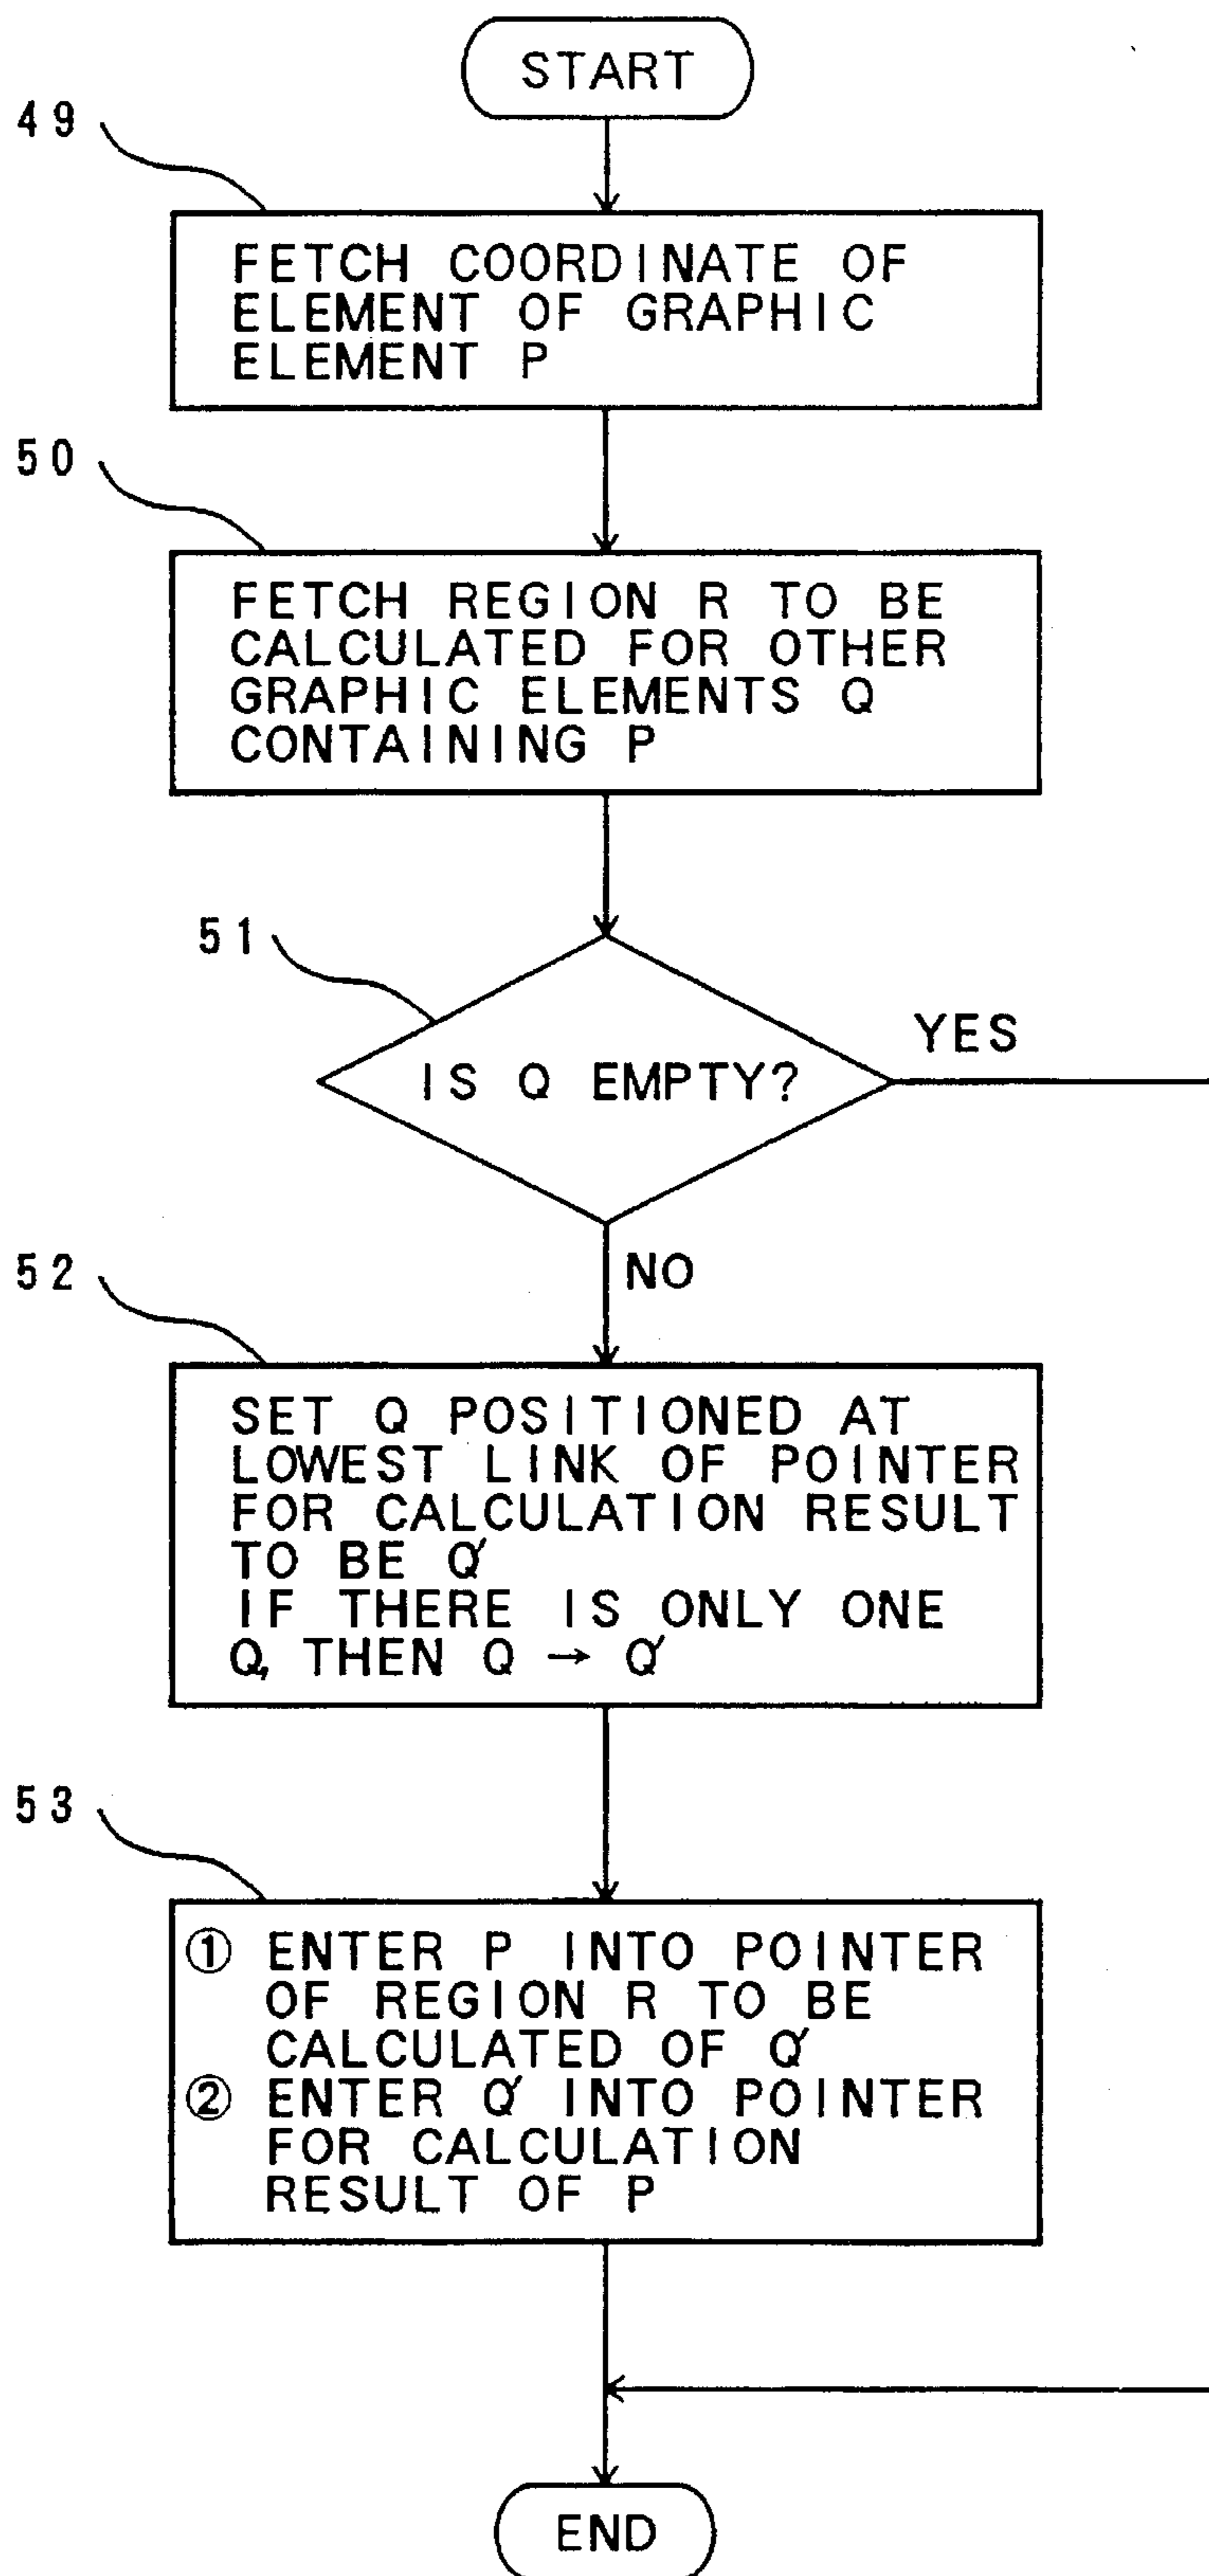 START
49
FETCH COORDINATE OF
ELEMENT OF GRAPHIC
ELEMENT P
50
FETCH REGION R TO BE
CALCULATED FOR OTHER
GRAPHIC ELEMENTS Q
CONTAINING P
51
IS Q EMPTY?
YES
NO
52
SET Q POSITIONED AT
LOWEST LINK OF POINTER
FOR CALCULATION RESULT
TO BE Q′
IF THERE IS ONLY ONE
Q, THEN Q → Q′
53
① ENTER P INTO POINTER
OF REGION R TO BE
CALCULATED OF Q′
② ENTER Q′ INTO POINTER
FOR CALCULATION
RESULT OF P
END